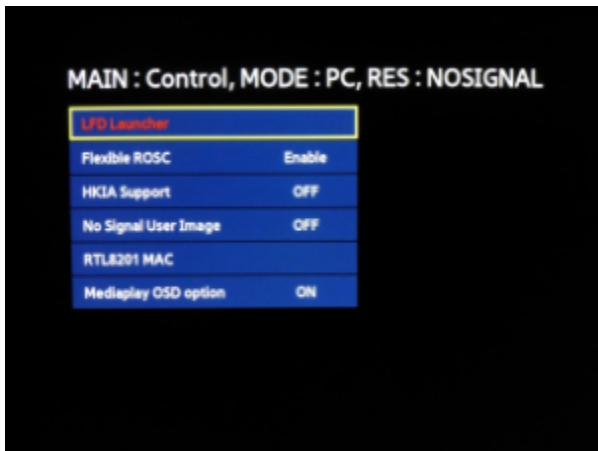 MAIN : Control, MODE : PC, RES : NOSIGNAL
LFD Launcher
Flexible ROSC Enable
HKIA Support OFF
No Signal User Image OFF
RTL8201 MAC
Mediaplay OSD option ON